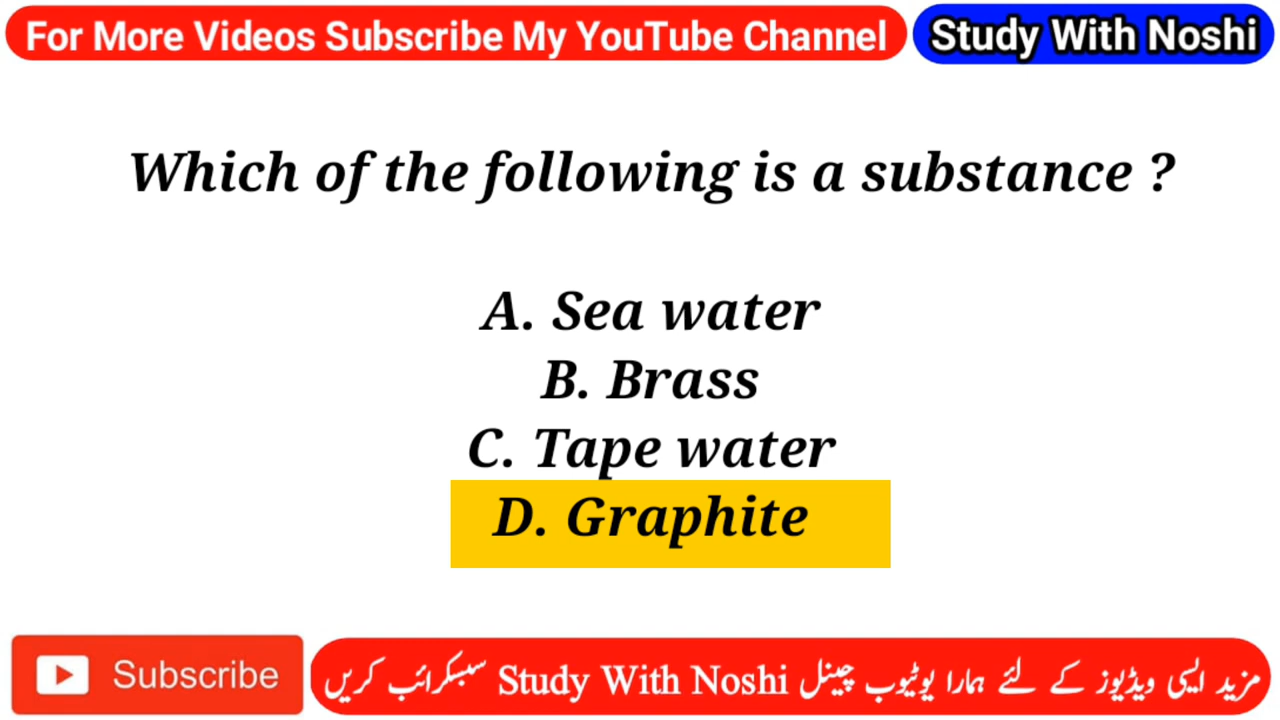 For More Videos Subscribe My YouTube Channel
Study With Noshi
Which of the following is a substance ?
A. Sea water
B. Brass
C. Tape water
D. Graphite
Subscribe
مزید ایسی ویڈیوز کے لئے ہمارا یوٹیوب چینل Study With Noshi سبسکرائب کریں